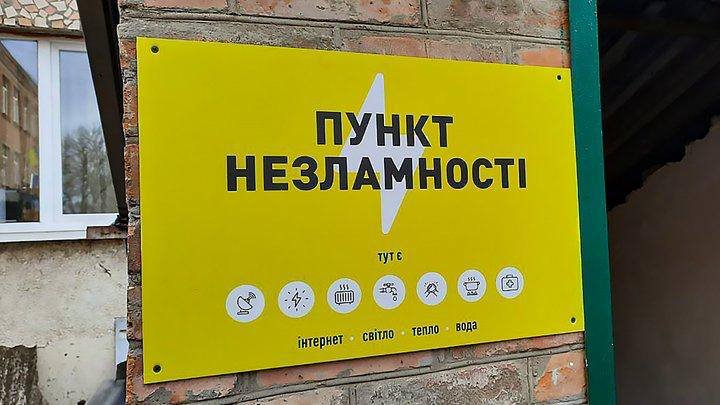 ПУНКТ
НЕЗЛАМНОСТІ
тут є
інтернет • світло • тепло • вода